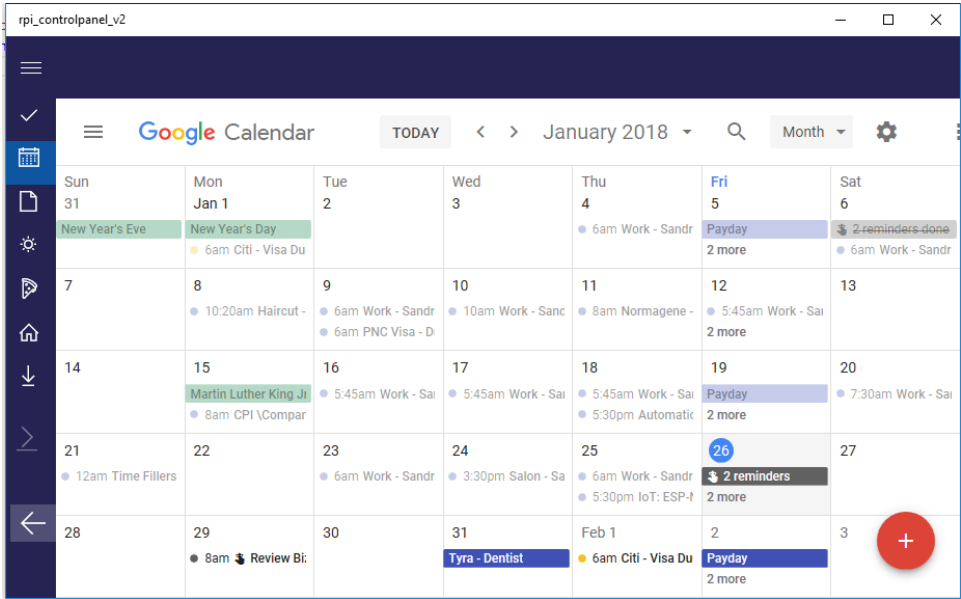 rpi_controlpanel_v2
Google Calendar TODAY January 2018 Month
Sun Mon Tue Wed Thu Fri Sat
31 Jan 1 2 3 4 5 6
New Year's Eve New Year's Day 6am Work - Sandr Payday 2 reminders done
6am Citi - Visa Du 2 more 6am Work - Sandr
7 8 9 10 11 12 13
10:20am Haircut - 6am Work - Sandr 10am Work - Sand 8am Normagene - 5:45am Work - Sa
6am PNC Visa - D 2 more
14 15 16 17 18 19 20
Martin Luther King Jr 5:45am Work - Sa 5:45am Work - Sa 5:45am Work - Sa Payday 7:30am Work - Sa
8am CPI \Compar 5:30pm Automatic 2 more
21 22 23 24 25 26 27
12am Time Fillers 6am Work - Sandr 3:30pm Salon - Sa 6am Work - Sandr 2 reminders
5:30pm IoT: ESP- 2 more
28 29 30 31 Feb 1 2 3
8am Review Biz Tyra - Dentist 6am Citi - Visa Du Payday
2 more